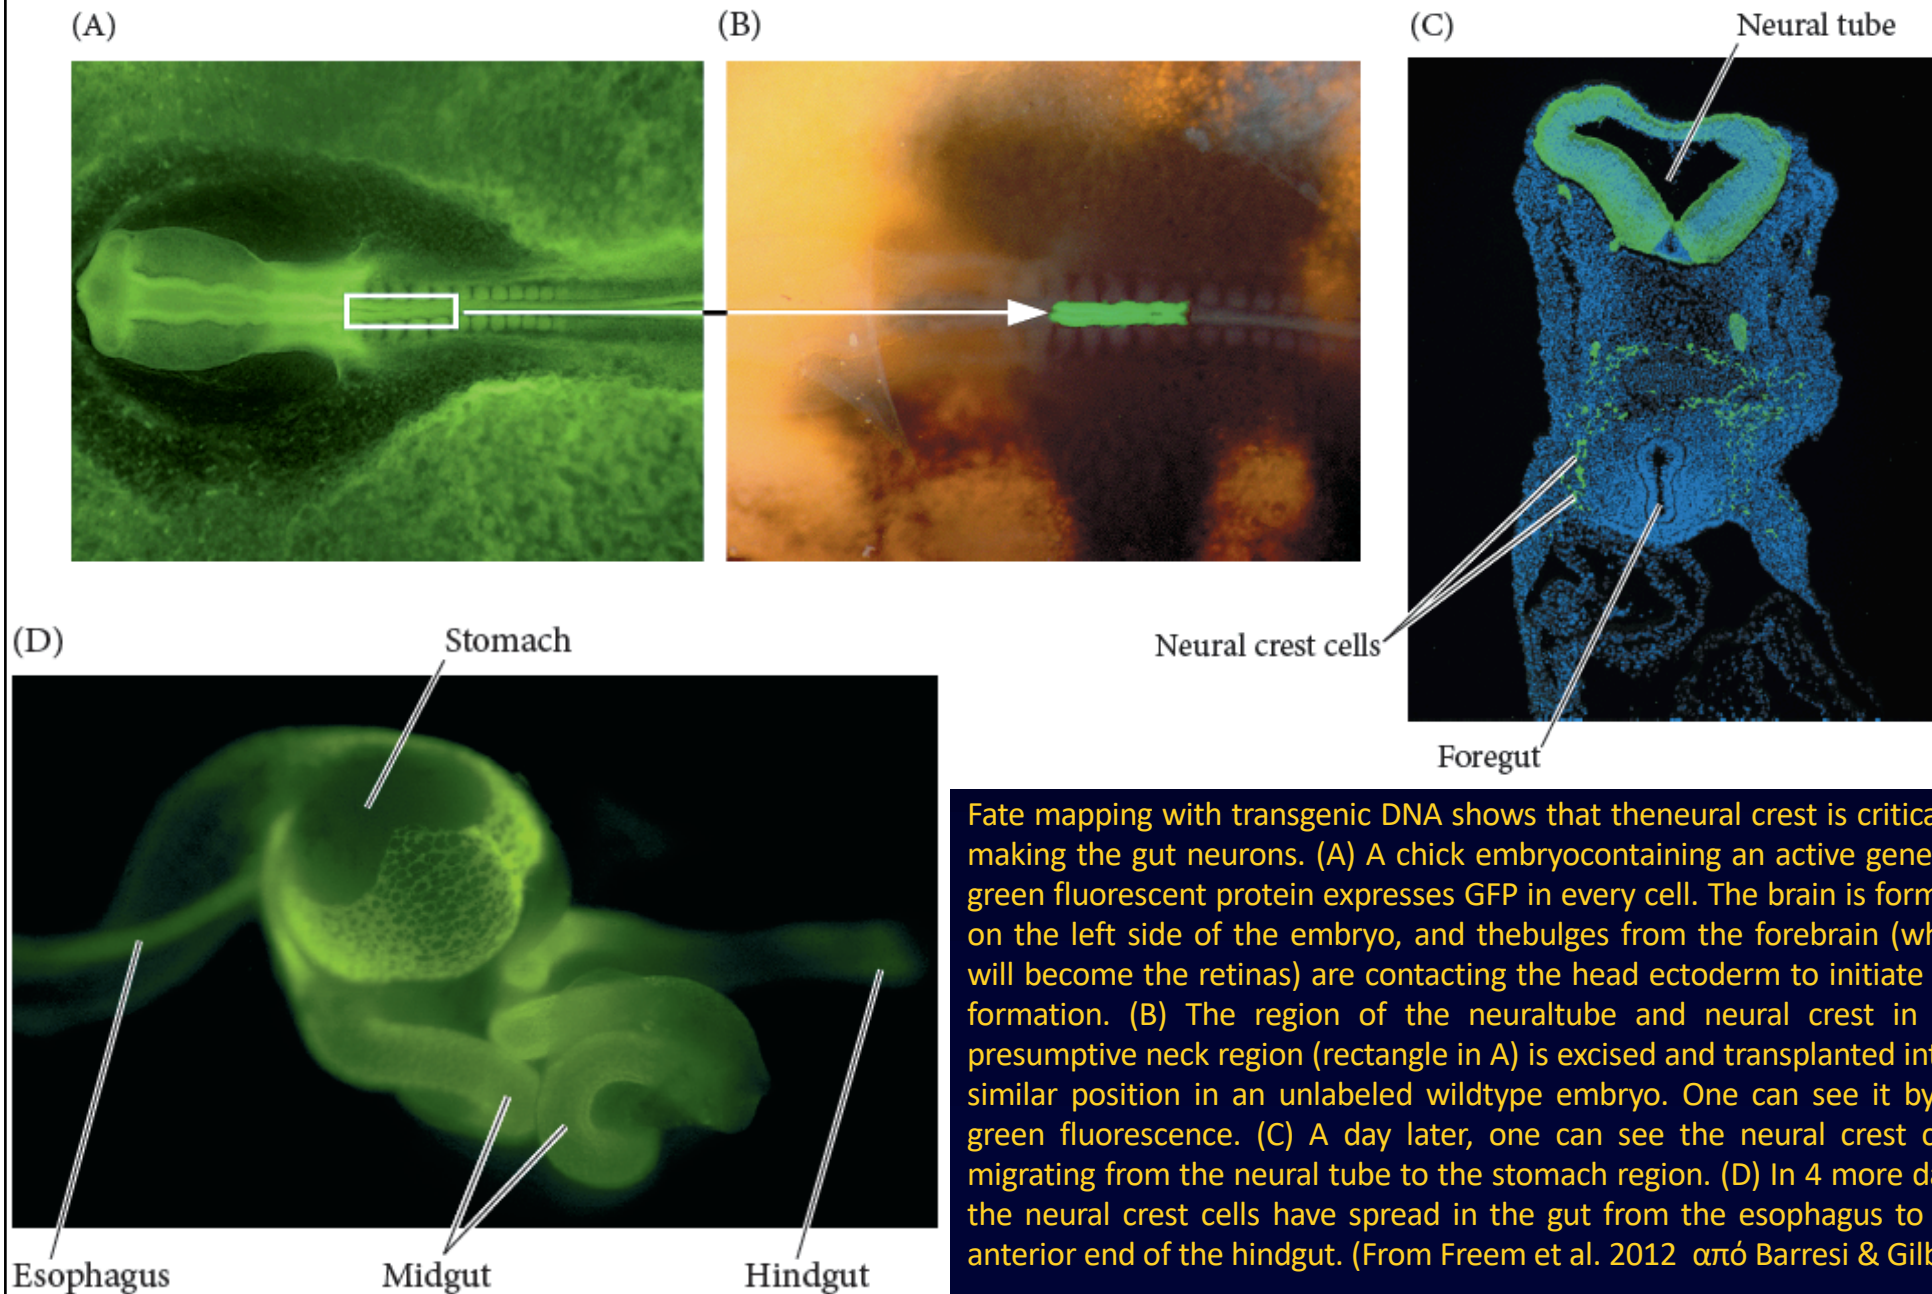 (A)
(B)
(C)
Neural tube
Neural crest cells
Foregut
(D)
Stomach
Esophagus
Midgut
Hindgut
Fate mapping with transgenic DNA shows that theneural crest is critica
making the gut neurons. (A) A chick embryocontaining an active gene
green fluorescent protein expresses GFP in every cell. The brain is form
on the left side of the embryo, and thebulges from the forebrain (wh
will become the retinas) are contacting the head ectoderm to initiate
formation. (B) The region of the neuraltube and neural crest in
presumptive neck region (rectangle in A) is excised and transplanted int
similar position in an unlabeled wildtype embryo. One can see it by
green fluorescence. (C) A day later, one can see the neural crest c
migrating from the neural tube to the stomach region. (D) In 4 more da
the neural crest cells have spread in the gut from the esophagus to
anterior end of the hindgut. (From Freem et al. 2012 από Barresi & Gilb